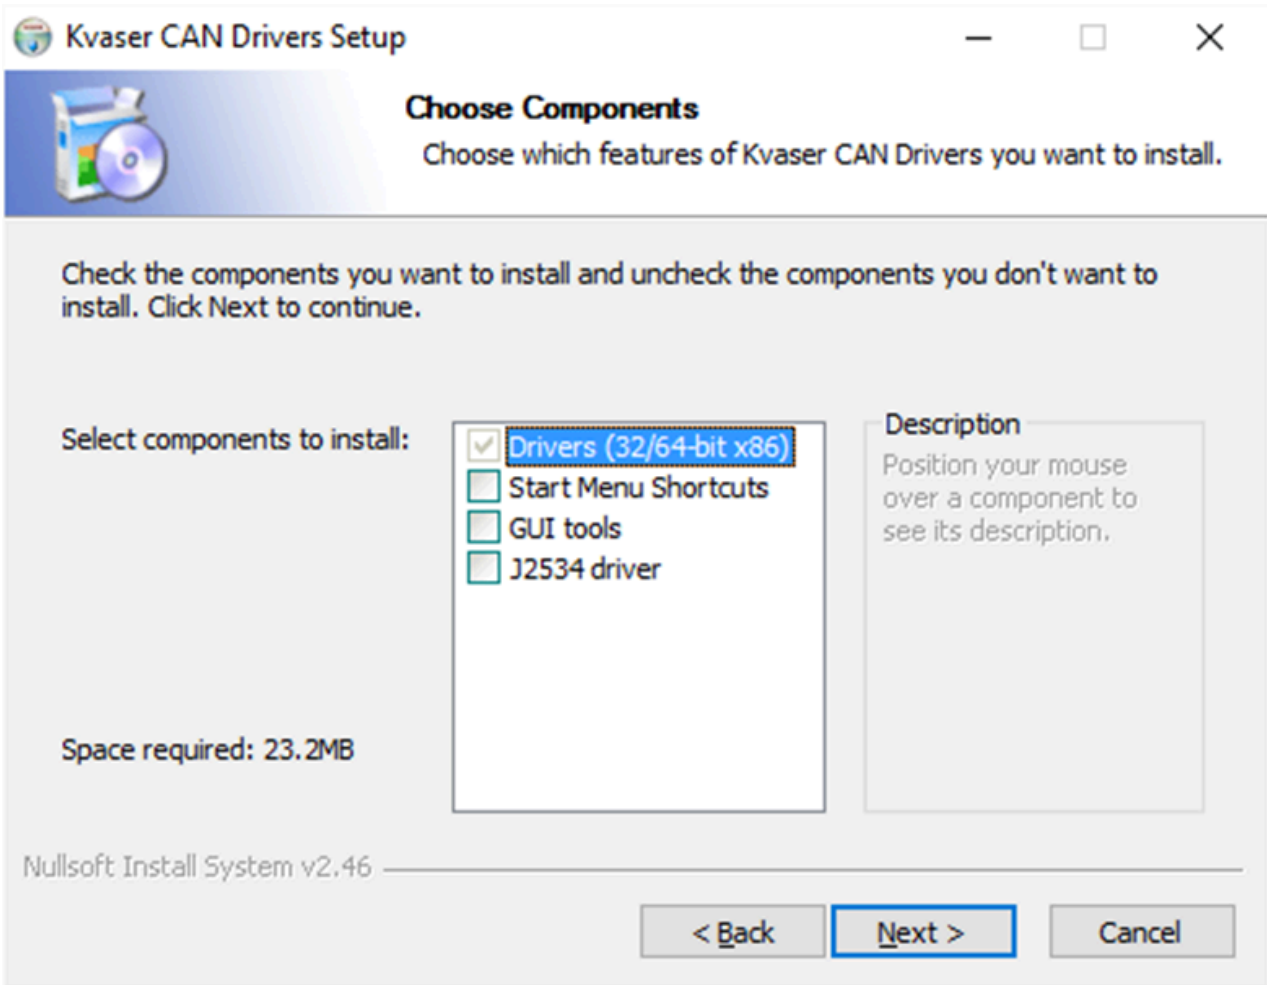 Kvaser CAN Drivers Setup
Choose Components
Choose which features of Kvaser CAN Drivers you want to install.
Check the components you want to install and uncheck the components you don't want to
install. Click Next to continue.
Select components to install:
Drivers (32/64-bit x86)
Start Menu Shortcuts
GUI tools
J2534 driver
Description
Position your mouse
over a component to
see its description.
Space required: 23.2MB
Nullsoft Install System v2.46
< Back
Next >
Cancel